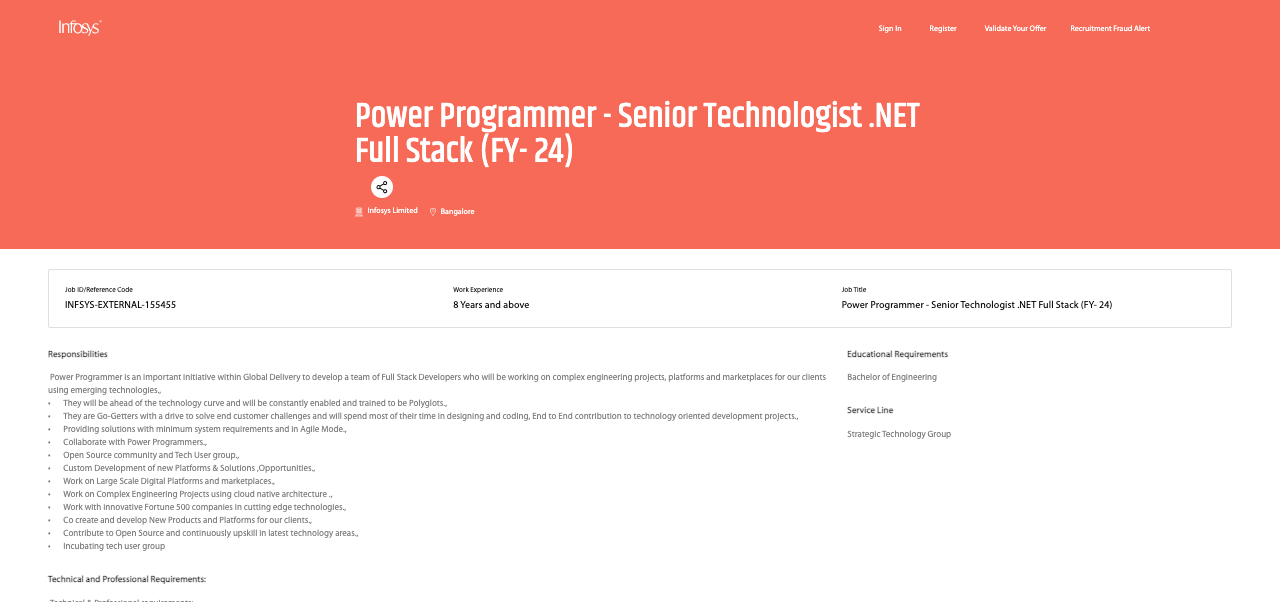 Infosys
Sign In Register Validate Your Offer Recruitment Fraud Alert
Power Programmer - Senior Technologist .NET
Full Stack (FY- 24)
Infosys Limited Bangalore
Job ID/Reference Code Work Experience Job Title
INFSYS-EXTERNAL-155455 8 Years and above Power Programmer - Senior Technologist .NET Full Stack (FY- 24)
Responsibilities
Power Programmer is an important initiative within Global Delivery to develop a team of Full Stack Developers who will be working on complex engineering projects, platforms and marketplaces for our clients
using emerging technologies.,
• They will be ahead of the technology curve and will be constantly enabled and trained to be Polyglots.,
• They are Go-Getters with a drive to solve end customer challenges and will spend most of their time in designing and coding, End to End contribution to technology oriented development projects.,
• Providing solutions with minimum system requirements and in Agile Mode.,
• Collaborate with Power Programmers.,
• Open Source community and Tech User group.,
• Custom Development of new Platforms & Solutions ,Opportunities.,
• Work on Large Scale Digital Platforms and marketplaces.,
• Work on Complex Engineering Projects using cloud native architecture .,
• Work with innovative Fortune 500 companies in cutting edge technologies.,
• Co create and develop New Products and Platforms for our clients.,
• Contribute to Open Source and continuously upskill in latest technology areas.,
• Incubating tech user group
Technical and Professional Requirements:
Technical & Professional requirements:
Educational Requirements
Bachelor of Engineering
Service Line
Strategic Technology Group